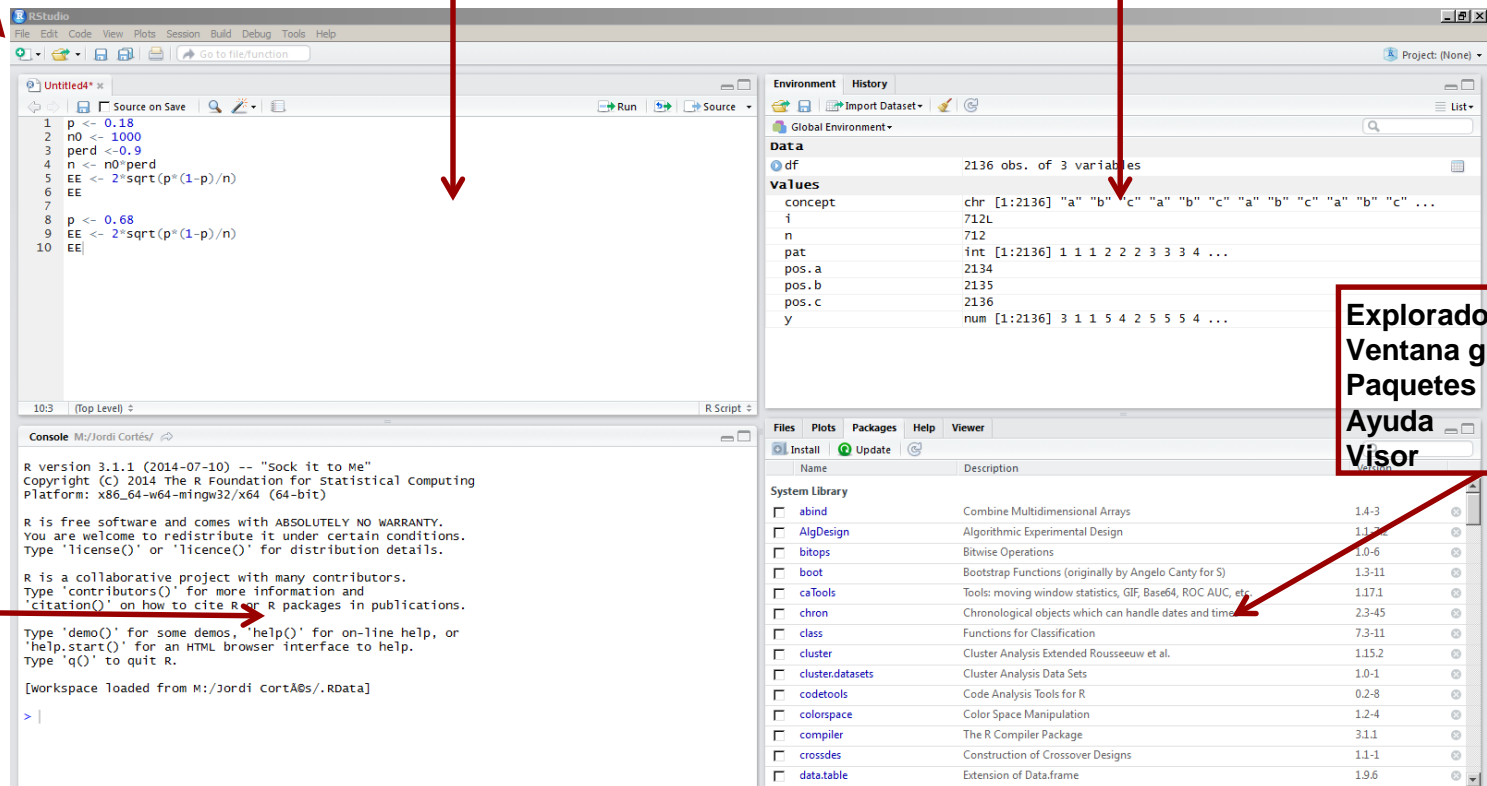 RStudio
File Edit Code View Plots Session Build Debug Tools Help
Go to file/function
Project: (None)
Untitled4*
Source on Save
Run
Source
1 p <- 0.18
2 n0 <- 1000
3 perd <-0.9
4 n <- n0*perd
5 EE <- 2*sqrt(p*(1-p)/n)
6 EE
7
8 p <- 0.68
9 EE <- 2*sqrt(p*(1-p)/n)
10 EE
10:3 (Top Level) R Script
Console M:/Jordi Cortés/
R version 3.1.1 (2014-07-10) -- "Sock it to Me"
Copyright (C) 2014 The R Foundation for Statistical Computing
Platform: x86_64-w64-mingw32/x64 (64-bit)
R is free software and comes with ABSOLUTELY NO WARRANTY.
You are welcome to redistribute it under certain conditions.
Type 'license()' or 'licence()' for distribution details.
R is a collaborative project with many contributors.
Type 'contributors()' for more information and
'citation()' on how to cite R or R packages in publications.
Type 'demo()' for some demos, 'help()' for on-line help, or
'help.start()' for an HTML browser interface to help.
Type 'q()' to quit R.
[Workspace loaded from M:/Jordi CortÃ©s/.RData]
>
Environment History
Import Dataset
List
Global Environment
Data
df 2136 obs. of 3 variables
Values
concept chr [1:2136] "a" "b" "c" "a" "b" "c" "a" "b" "c" "a" "b" "c" ...
i 712L
n 712
pat int [1:2136] 1 1 1 2 2 2 3 3 3 4 ...
pos.a 2134
pos.b 2135
pos.c 2136
y num [1:2136] 3 1 1 5 4 2 5 5 5 4 ...
Explorado
Ventana g
Paquetes
Ayuda
Visor
Files Plots Packages Help Viewer
Install Update
Name Description Version
System Library
abind Combine Multidimensional Arrays 1.4-3
AlgDesign Algorithmic Experimental Design
bitops Bitwise Operations 1.0-6
boot Bootstrap Functions (originally by Angelo Canty for S) 1.3-11
caTools Tools: moving window statistics, GIF, Base64, ROC AUC, etc. 1.17.1
chron Chronological objects which can handle dates and times 2.3-45
class Functions for Classification 7.3-11
cluster Cluster Analysis Extended Rousseeuw et al. 1.15.2
cluster.datasets Cluster Analysis Data Sets 1.0-1
codetools Code Analysis Tools for R 0.2-8
colorspace Color Space Manipulation 1.2-4
compiler The R Compiler Package 3.1.1
crossdes Construction of Crossover Designs 1.1-1
data.table Extension of Data.frame 1.9.6